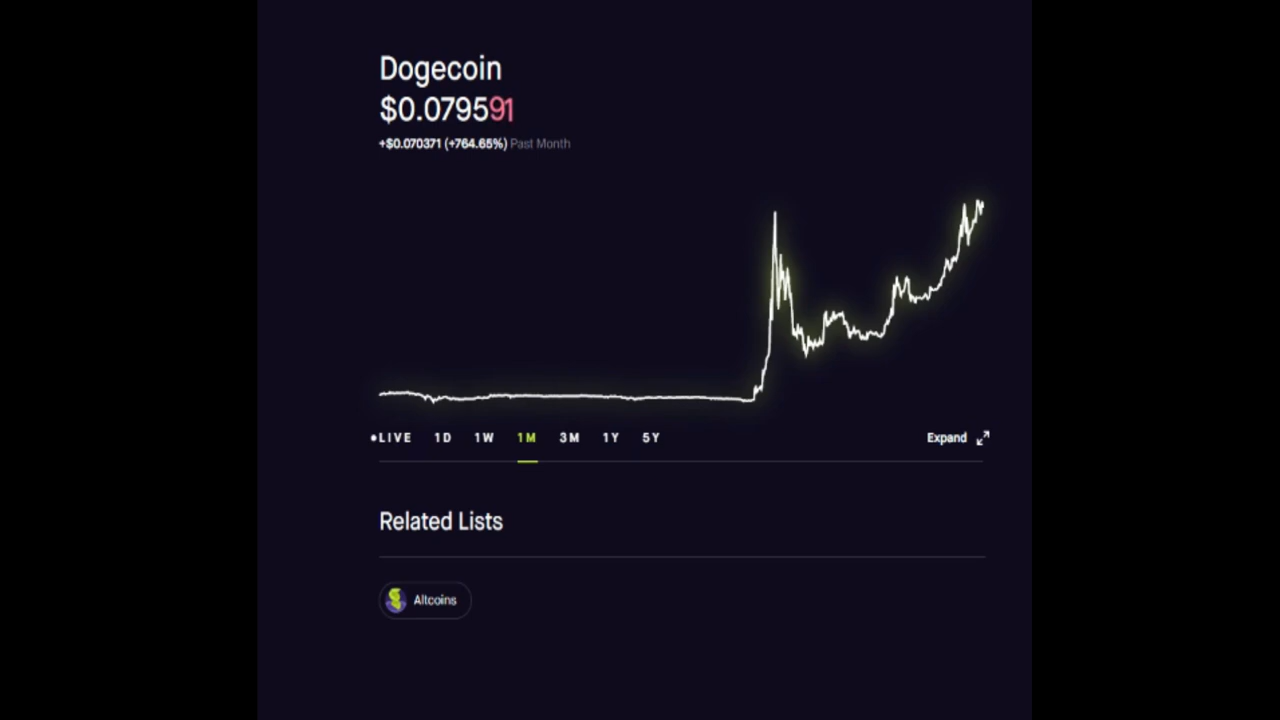 Dogecoin
$0.079591
+$0.070371 (+764.65%) Past Month
•LIVE 1D 1W 1M 3M 1Y 5Y Expand
Related Lists
Altcoins